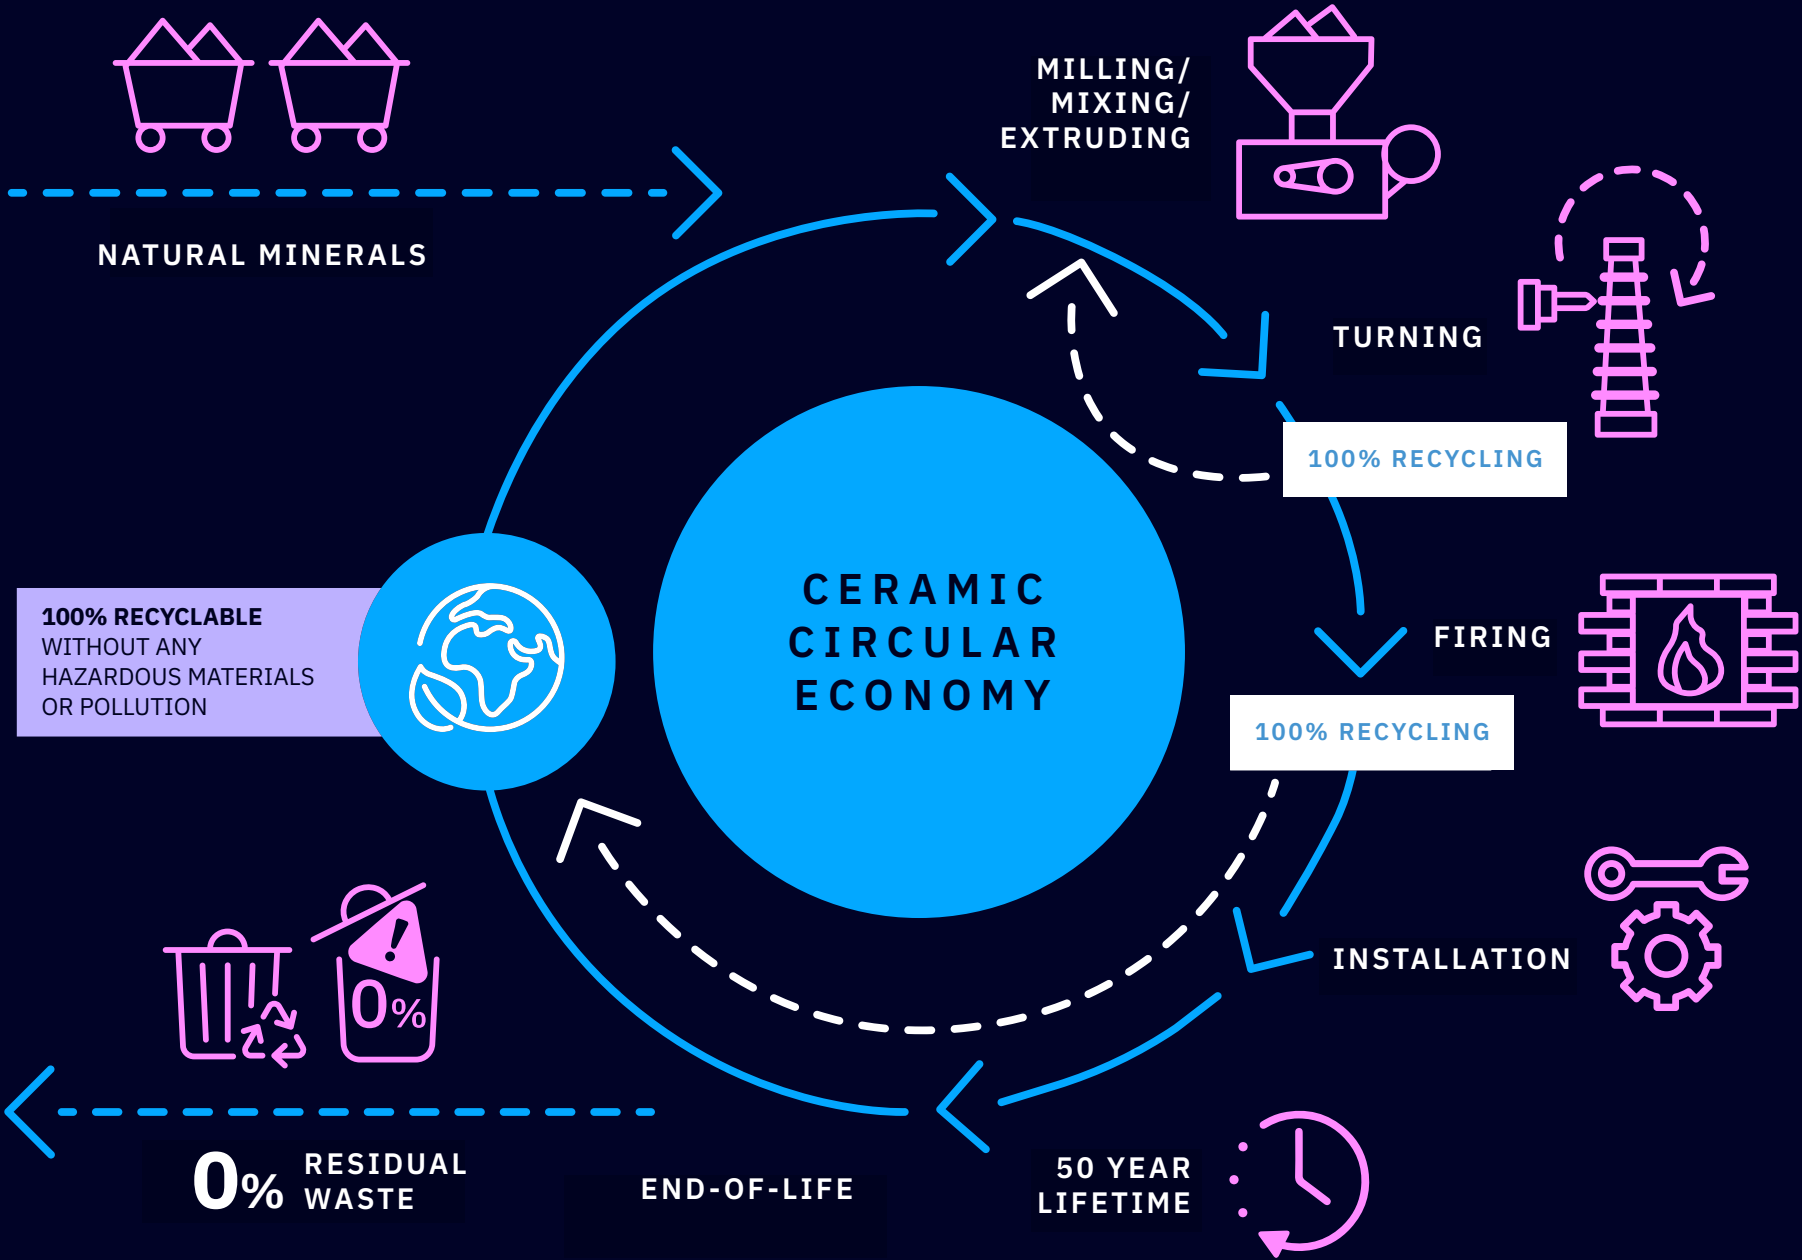 NATURAL MINERALS
MILLING/
MIXING/
EXTRUDING
TURNING
100% RECYCLING
CERAMIC
CIRCULAR
ECONOMY
100% RECYCLABLE
WITHOUT ANY
HAZARDOUS MATERIALS
OR POLLUTION
FIRING
100% RECYCLING
INSTALLATION
0%
0% RESIDUAL
WASTE
END-OF-LIFE
50 YEAR
LIFETIME